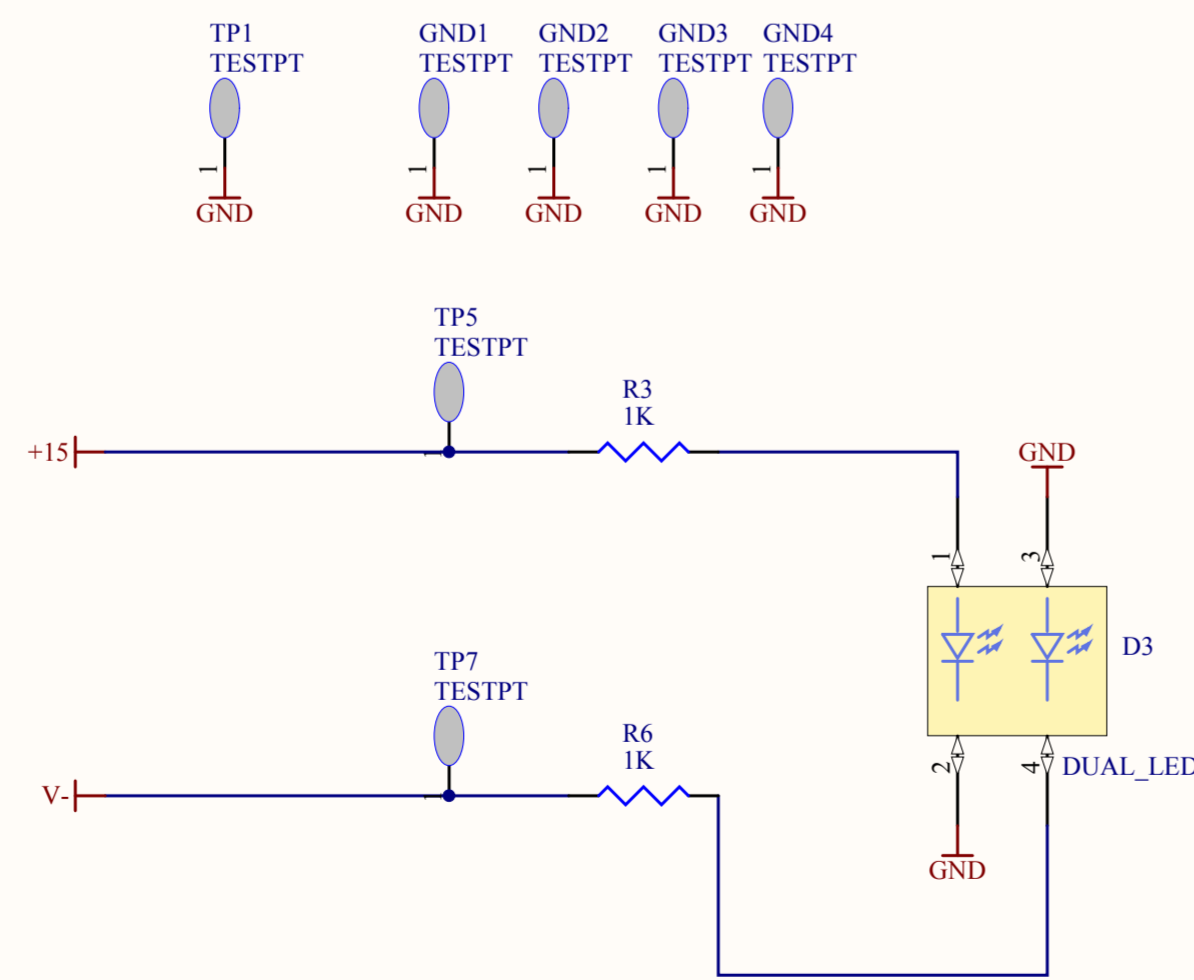 TP1
TESTPT
GND1
TESTPT
GND2
TESTPT
GND3
TESTPT
GND4
TESTPT
1
1
1
1
1
GND
GND
GND
GND
GND
TP5
TESTPT
R3
1K
+15
1
GND
1
3
TP7
TESTPT
D3
R6
1K
V-
1
2
4
DUAL_LED
GND